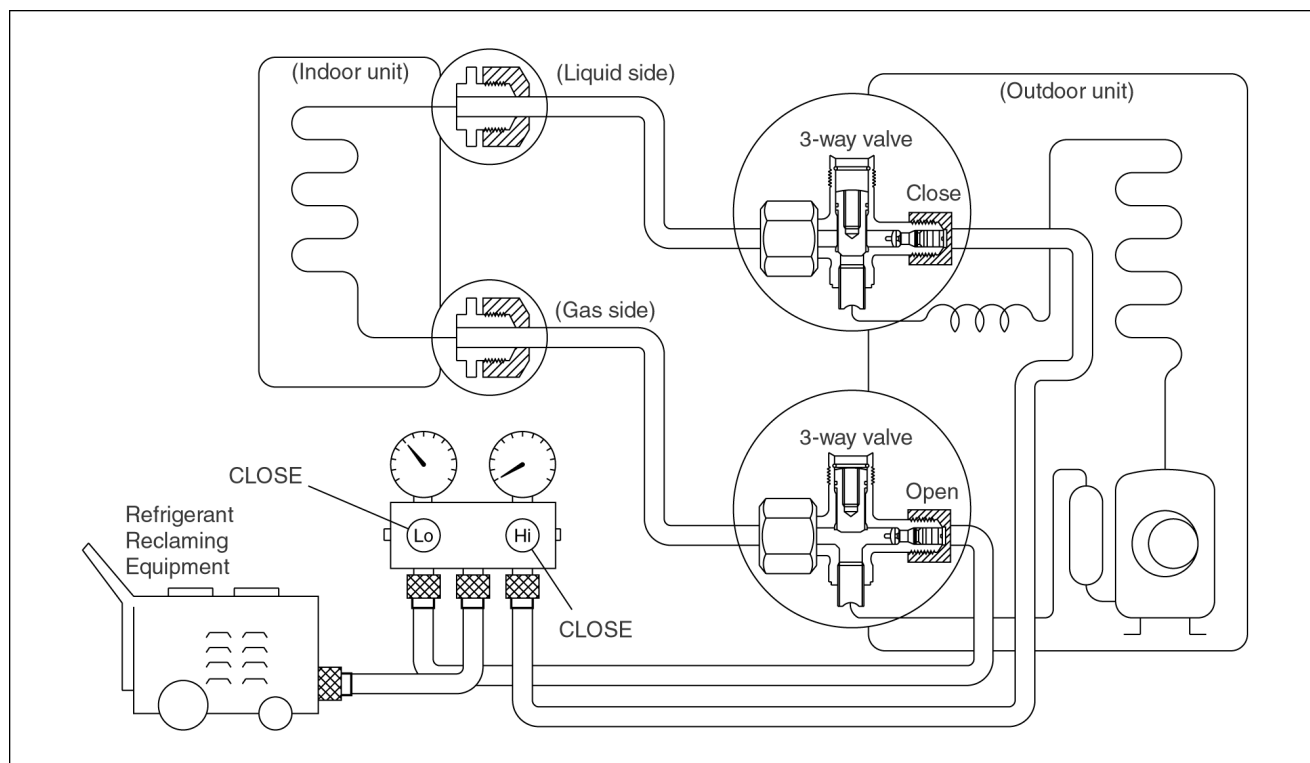 (Indoor unit)
(Liquid side)
(Outdoor unit)
3-way valve
Close
(Gas side)
3-way valve
Open
CLOSE
Lo
Hi
CLOSE
Refrigerant
Reclaming
Equipment